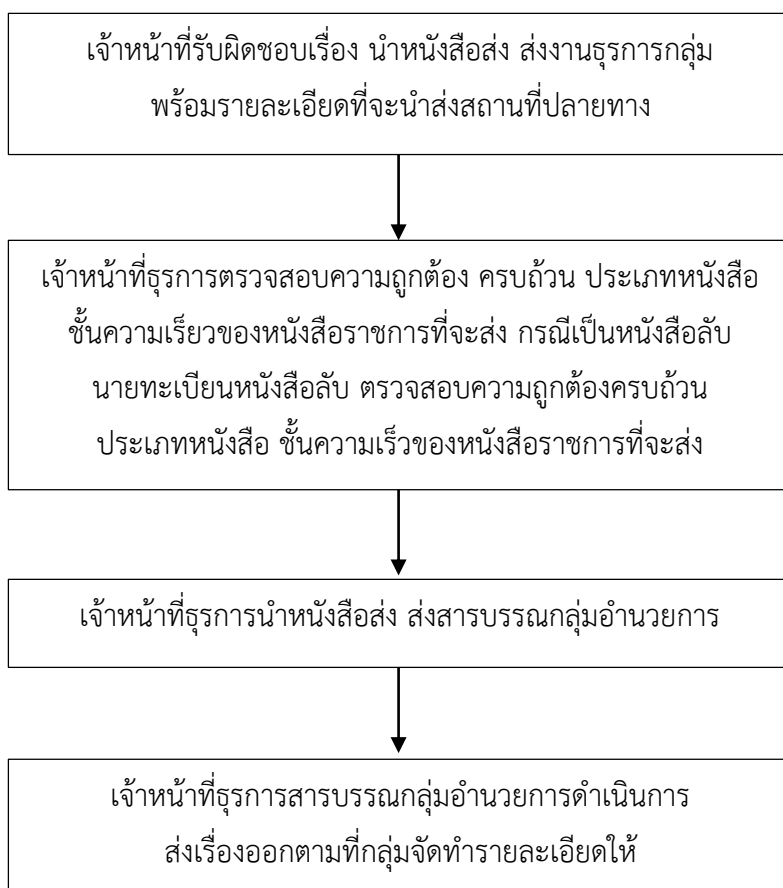 เจ้าหน้าที่รับผิดชอบเรื่อง นำหนังสือส่ง ส่งงานธุรการกลุ่ม
พร้อมรายละเอียดที่จะนำส่งสถานที่ปลายทาง
เจ้าหน้าที่ธุรการตรวจสอบความถูกต้อง ครบถ้วน ประเภทหนังสือ
ชั้นความเร็ยวของหนังสือราชการที่จะส่ง กรณีเป็นหนังสือลับ
นายทะเบียนหนังสือลับ ตรวจสอบความถูกต้องครบถ้วน
ประเภทหนังสือ ชั้นความเร็วของหนังสือราชการที่จะส่ง
เจ้าหน้าที่ธุรการนำหนังสือส่ง ส่งสารบรรณกลุ่มอำนวยการ
เจ้าหน้าที่ธุรการสารบรรณกลุ่มอำนวยการดำเนินการ
ส่งเรื่องออกตามที่กลุ่มจัดทำรายละเอียดให้